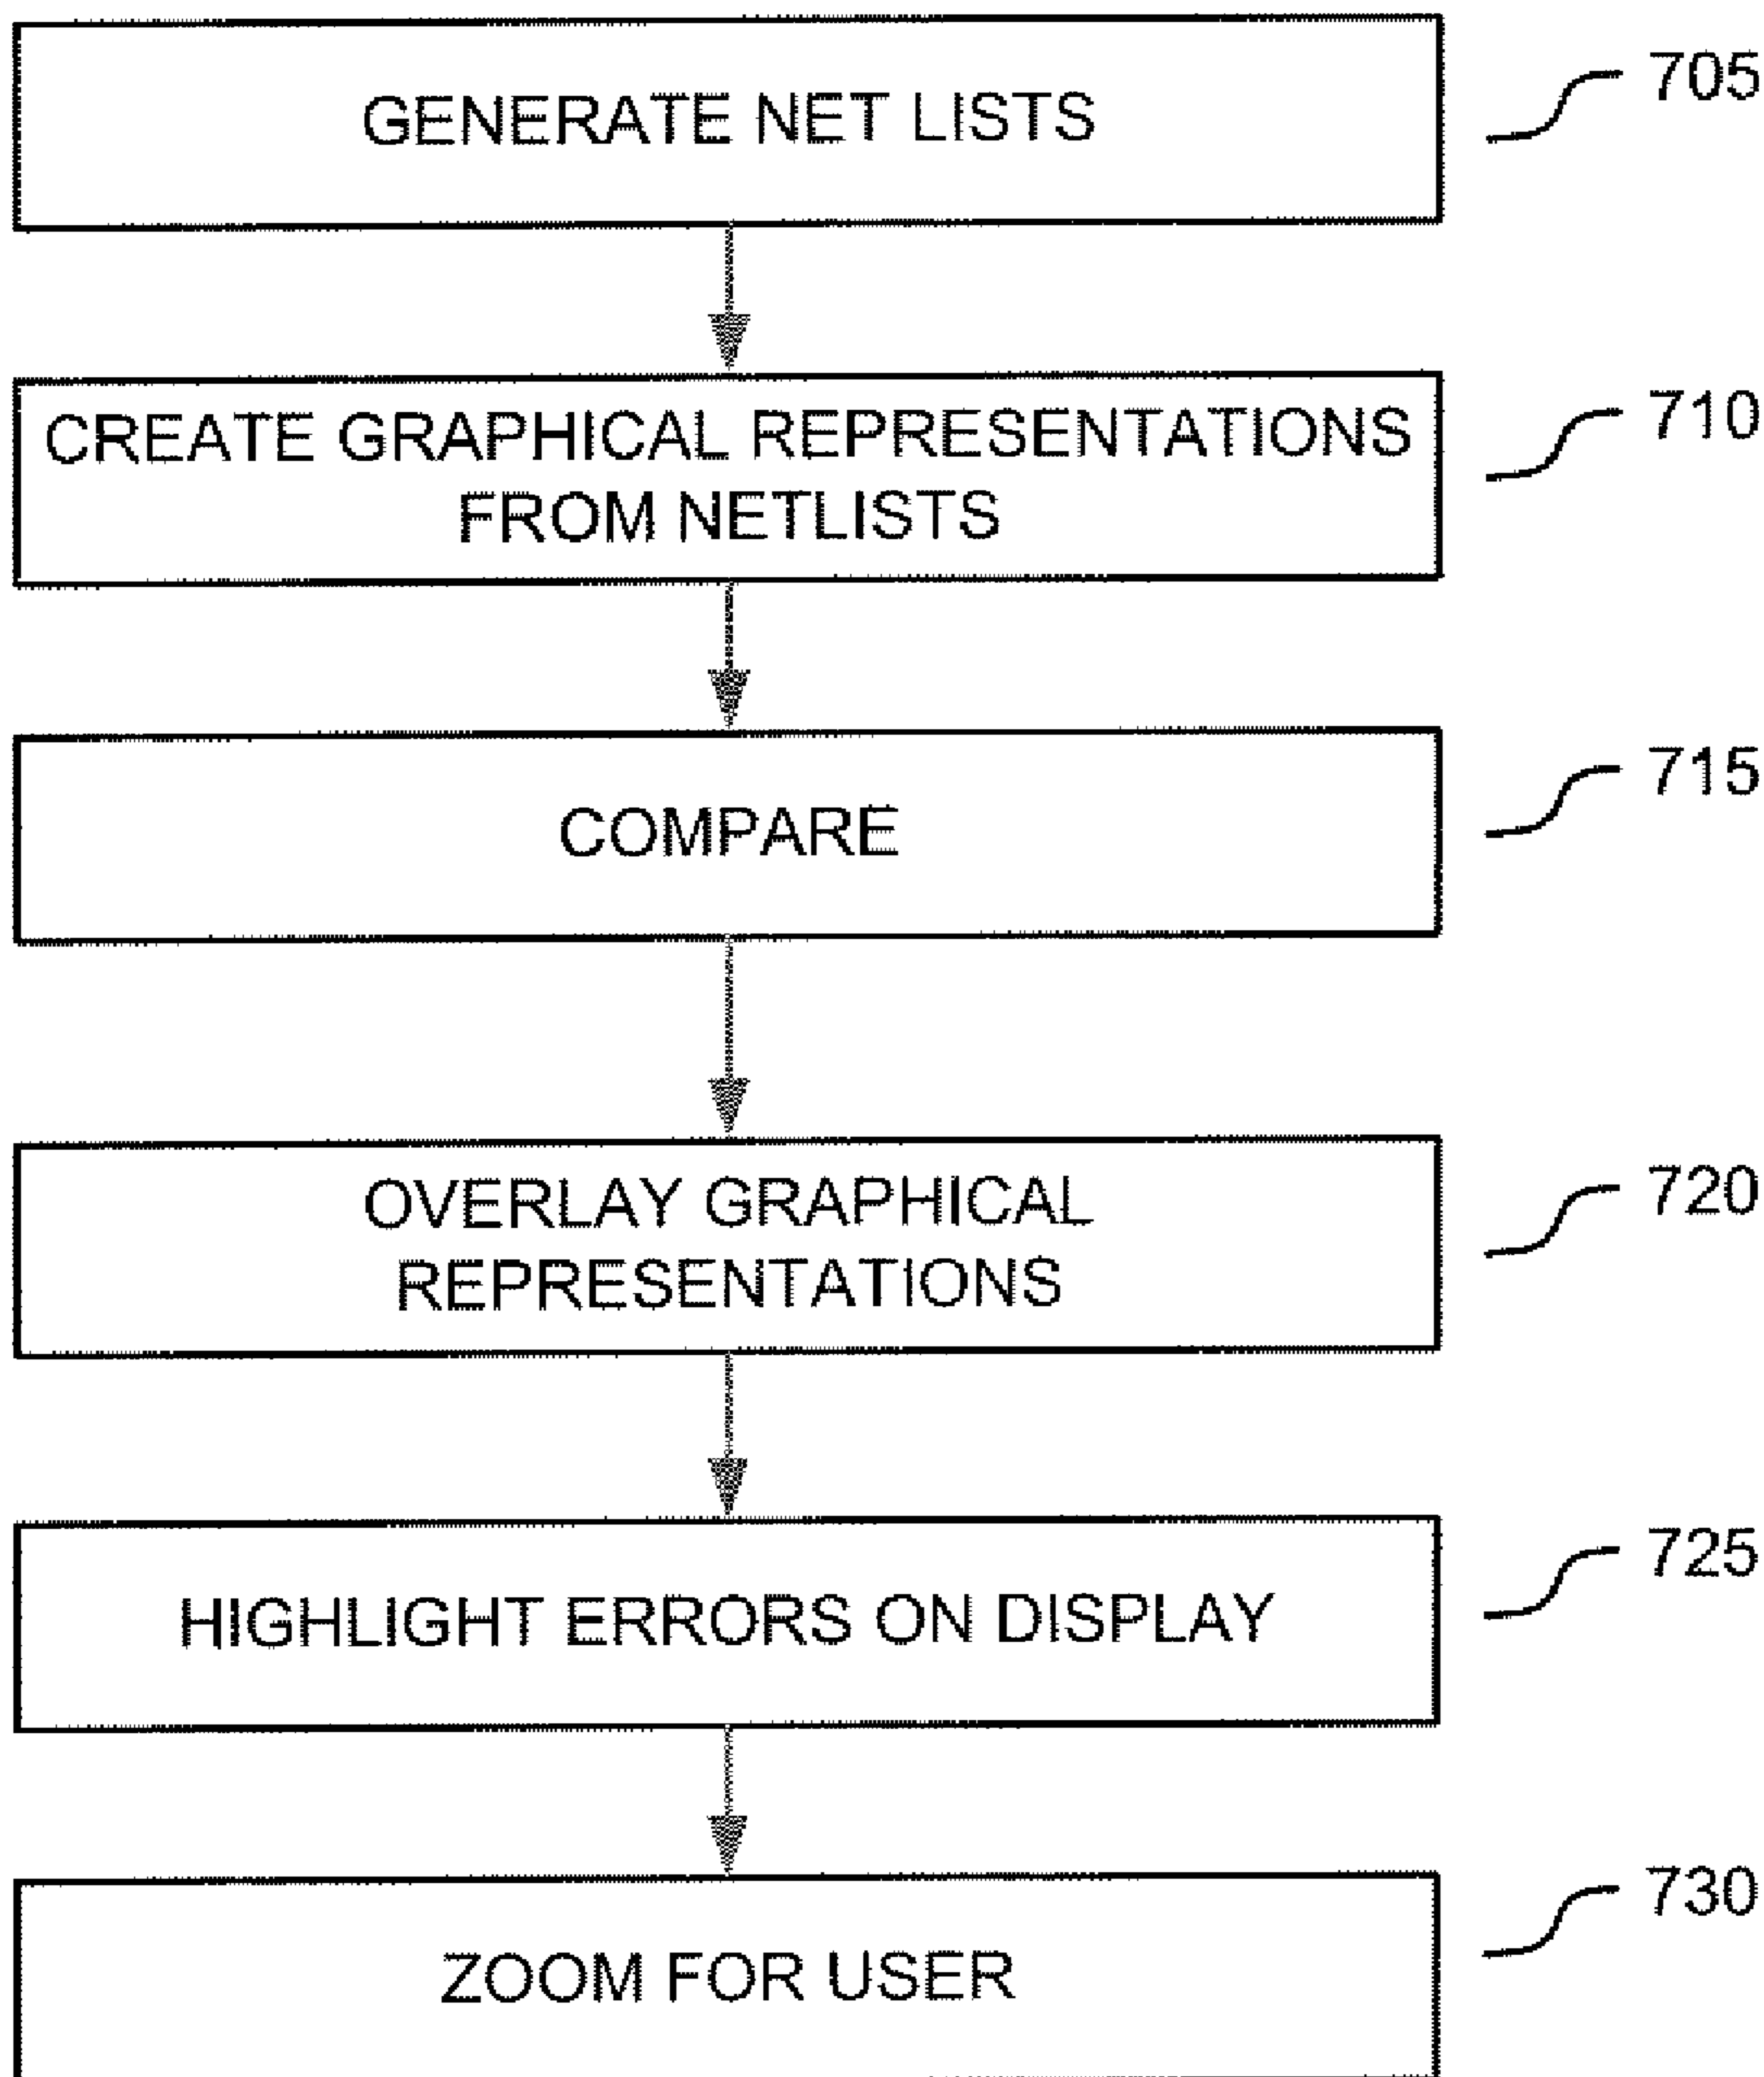 GENERATE NET LISTS
705
CREATE GRAPHICAL REPRESENTATIONS
FROM NETLISTS
710
COMPARE
715
OVERLAY GRAPHICAL
REPRESENTATIONS
720
HIGHLIGHT ERRORS ON DISPLAY
725
ZOOM FOR USER
730